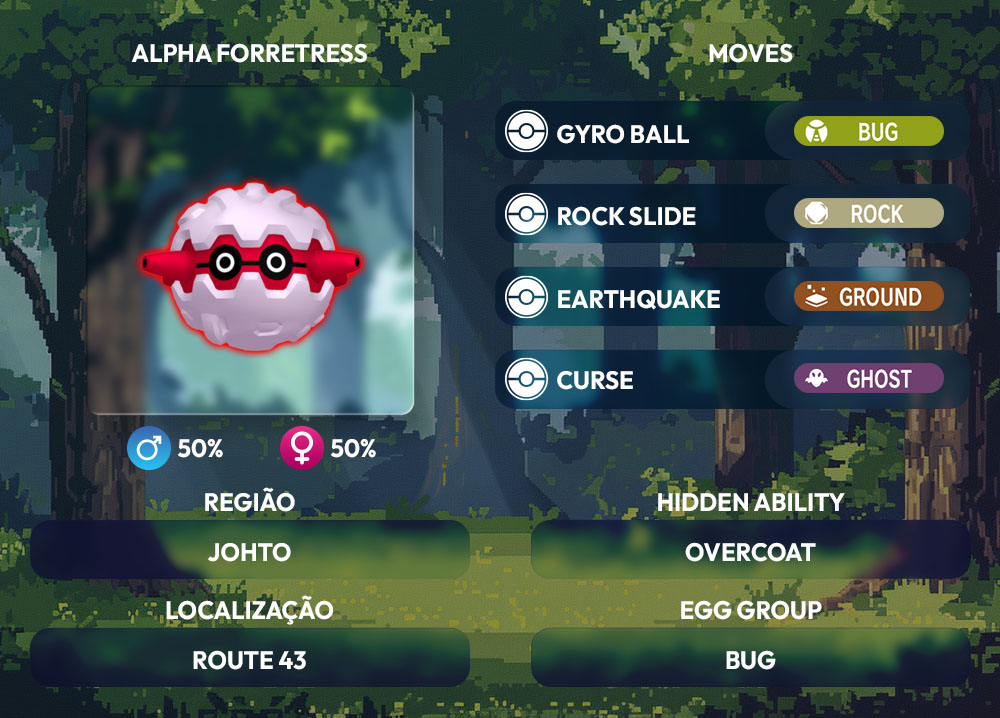 ALPHA FORRETRESS
MOVES
GYRO BALL
BUG
ROCK SLIDE
ROCK
EARTHQUAKE
GROUND
CURSE
GHOST
50%
50%
REGIÃO
JOHTO
HIDDEN ABILITY
OVERCOAT
LOCALIZAÇÃO
ROUTE 43
EGG GROUP
BUG